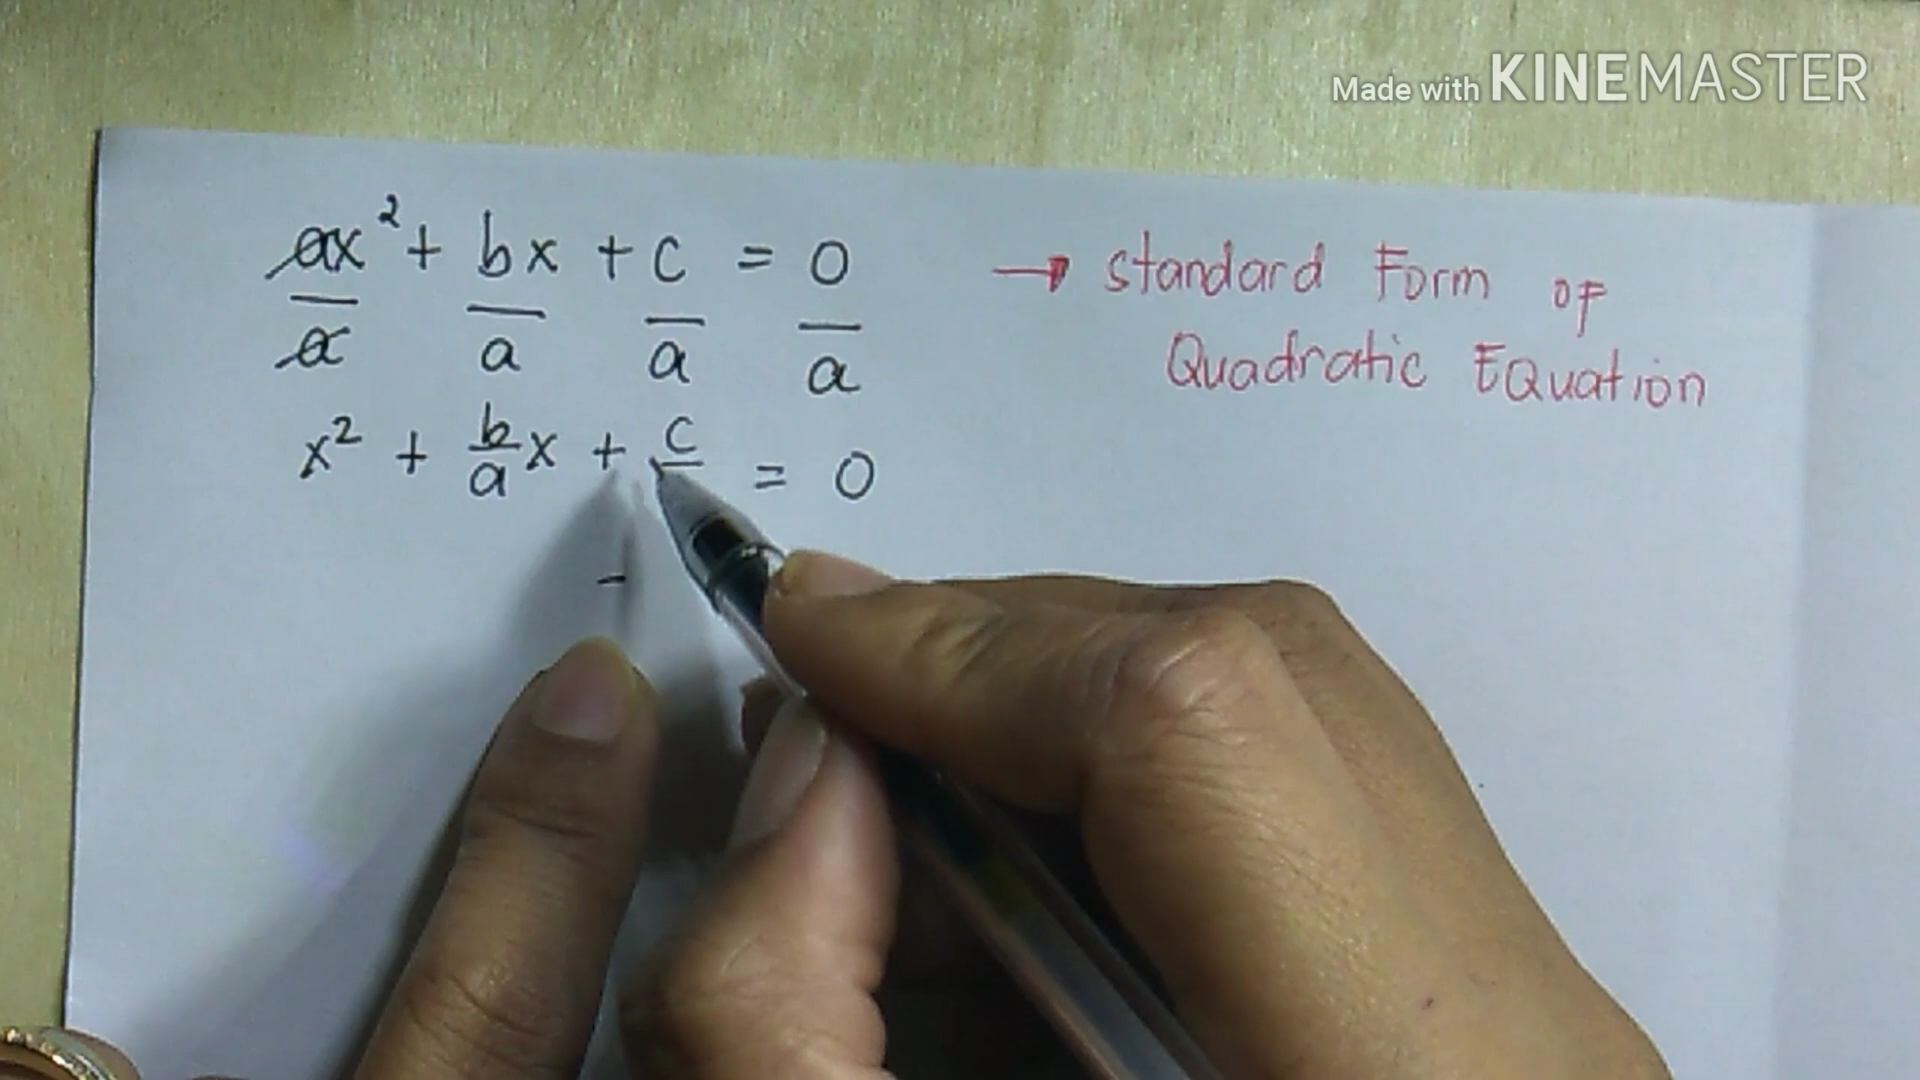 Made with KINEMASTER
ax² + bx + c = 0 → Standard Form of
a a a a Quadratic Equation
x² + b/a x + c/ = 0
-